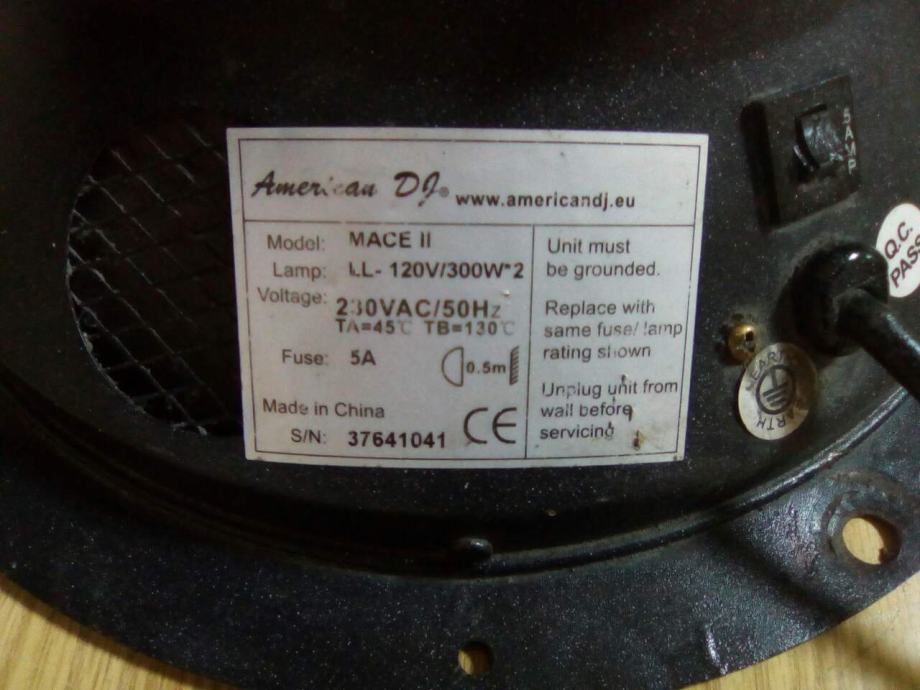 American DJ® www.americandj.eu
Model: MACE II
Lamp: LL- 120V/300W*2
Voltage: 230VAC/50Hz
TA=45℃ TB=130℃
Fuse: 5A
0.5m
Made in China
S/N: 37641041 CE
Unit must
be grounded.
Replace with
same fuse/lamp
rating shown
Unplug unit from
wall before
servicing
5AMP
Q.C.
PASS
EARTH
EARTH